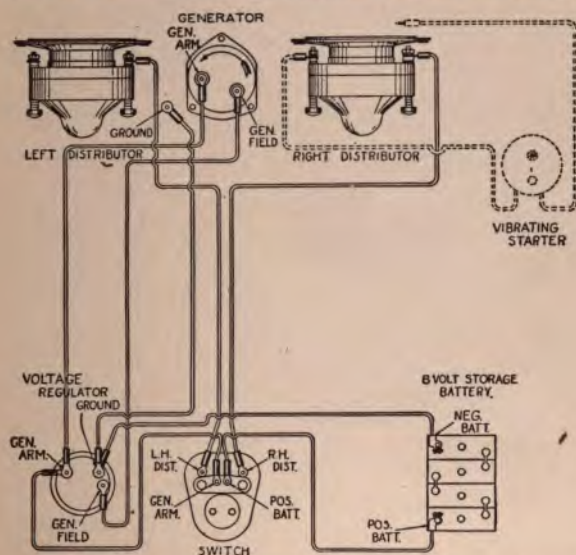 GENERATOR
GEN.
ARM.
GROUND
GEN.
FIELD
LEFT DISTRIBUTOR
RIGHT DISTRIBUTOR
VIBRATING
STARTER
VOLTAGE
REGULATOR
GROUND
GEN.
ARM.
GEN.
FIELD
L.H.
DIST.
R.H.
DIST.
GEN.
ARM.
POS.
BATT.
SWITCH
8 VOLT STORAGE
BATTERY
NEG.
BATT.
POS.
BATT.